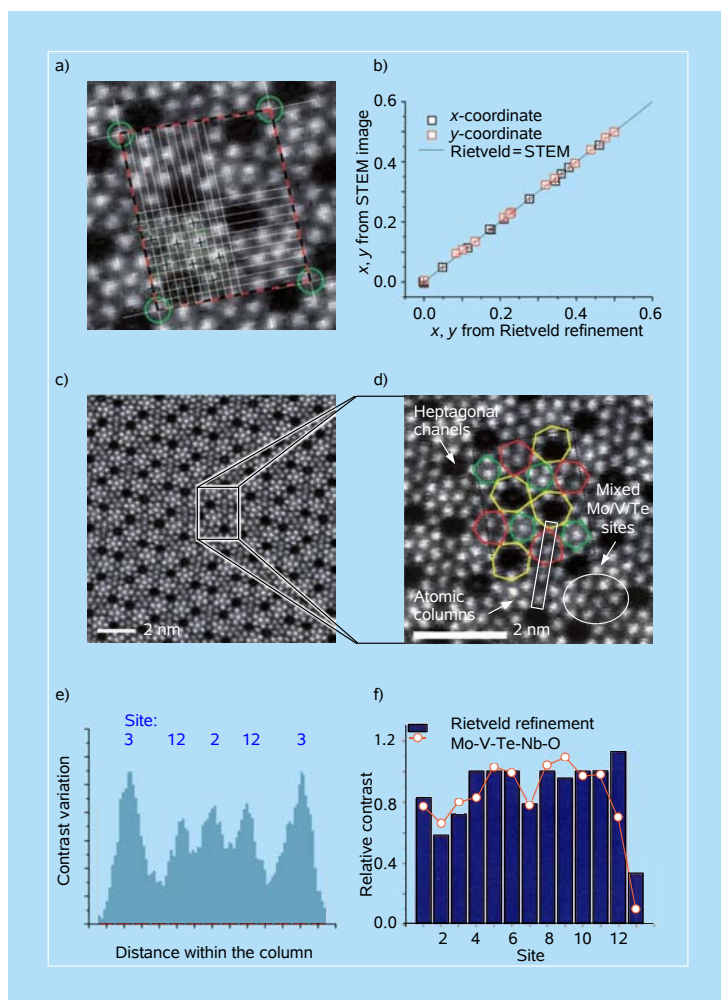 a)
b)
0.6
0.4
0.2
0.0
x, y from STEM image
x-coordinate
y-coordinate
Rietveld=STEM
0.0 0.2 0.4 0.6
x, y from Rietveld refinement
c)
2 nm
d)
Heptagonal
chanels
Mixed
Mo/V/Te
sites
Atomic
columns
2 nm
e)
Site:
3 12 2 12 3
Contrast variation
Distance within the column
f)
Rietveld refinement
Mo-V-Te-Nb-O
1.2
0.8
0.4
0.0
Relative contrast
2 4 6 8 10 12
Site